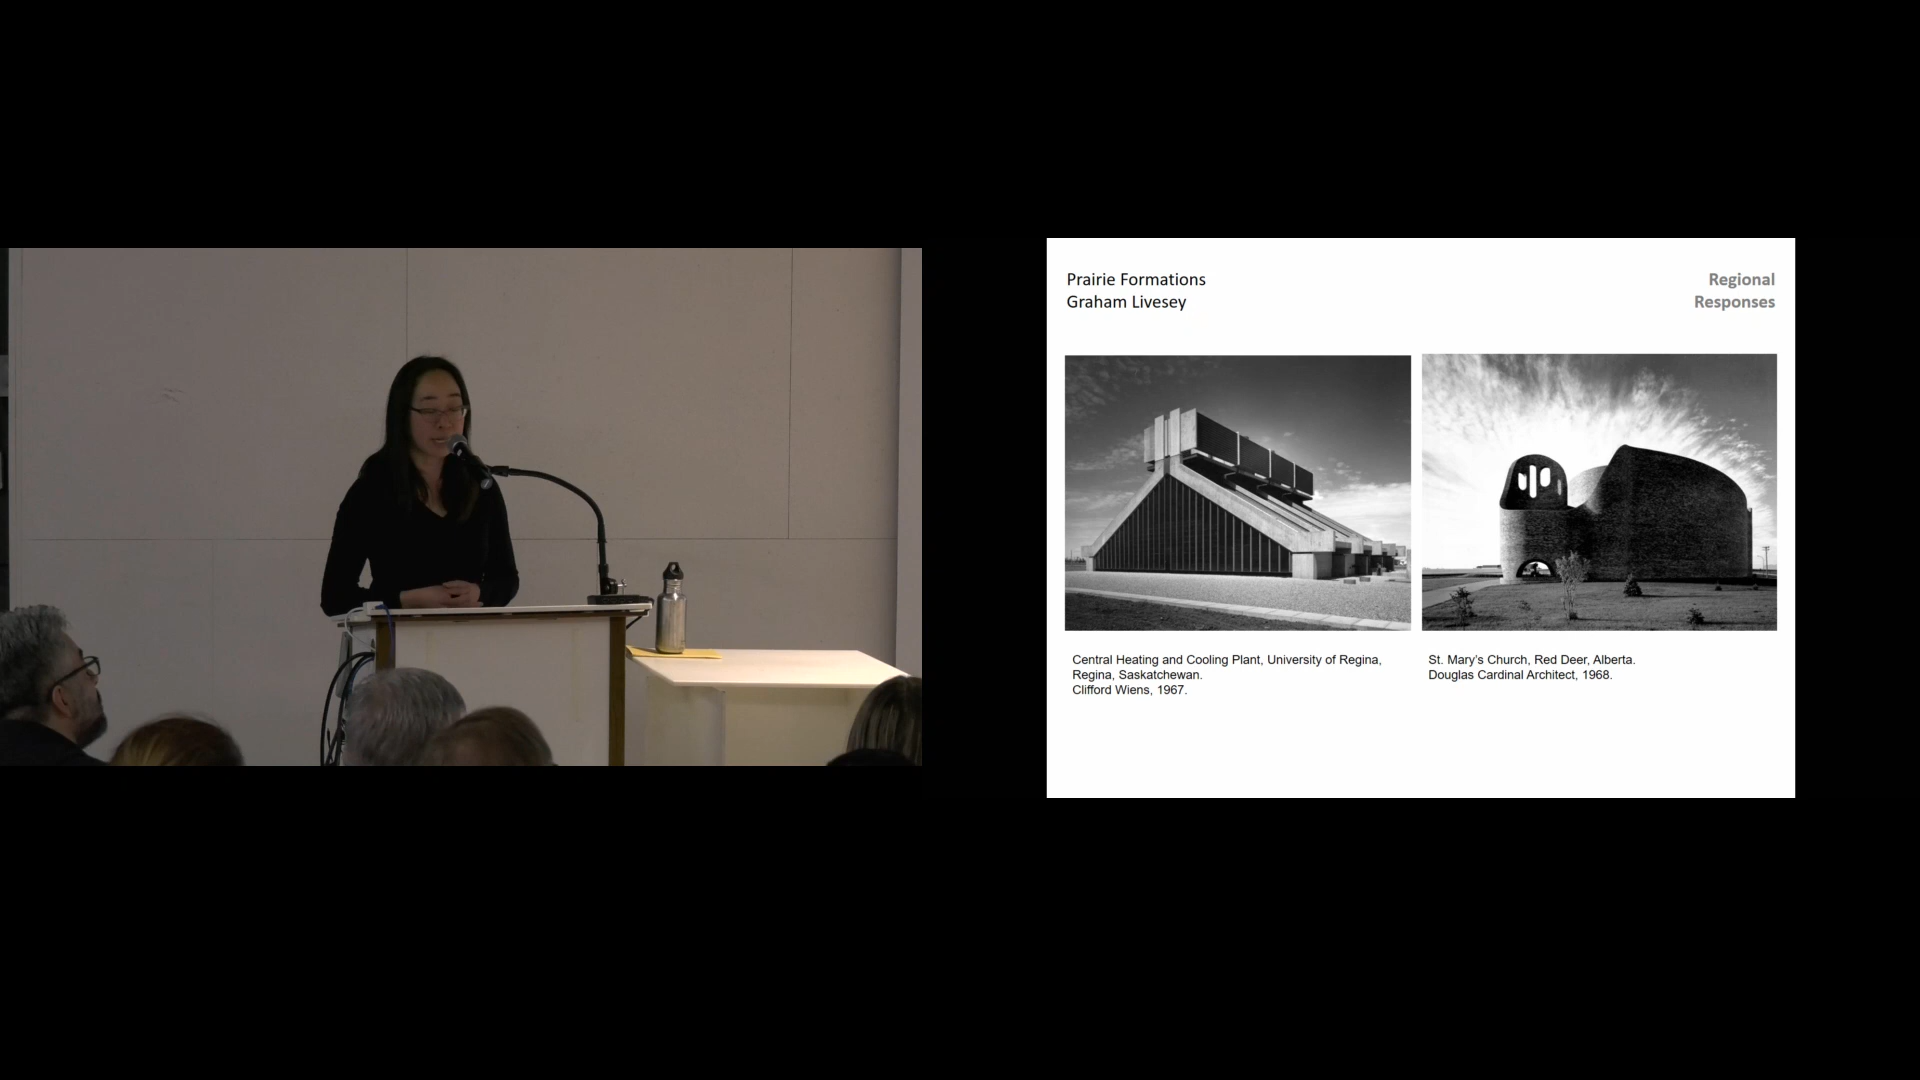 Prairie Formations
Graham Livesey
Regional
Responses
Central Heating and Cooling Plant, University of Regina,
Regina, Saskatchewan.
Clifford Wiens, 1967.
St. Mary’s Church, Red Deer, Alberta.
Douglas Cardinal Architect, 1968.